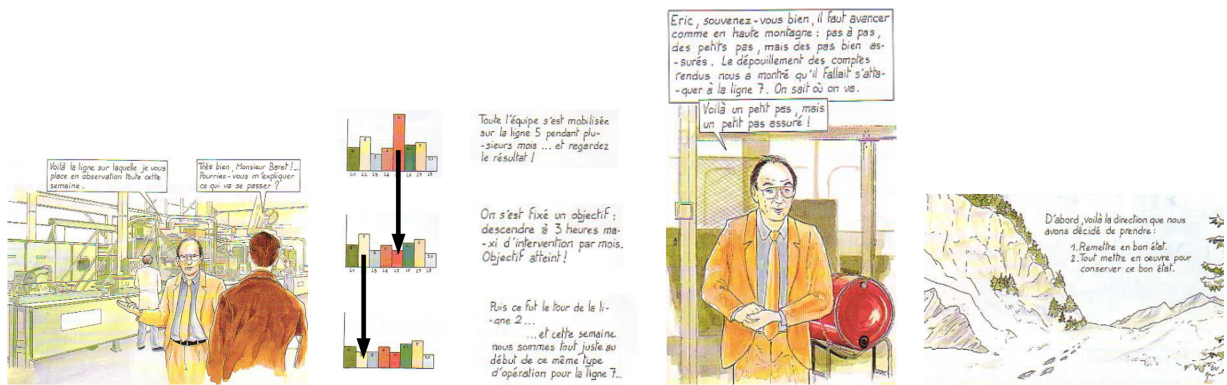 Voilà la ligne sur laquelle je vous
place en observation toute cette
semaine.
Très bien, Monsieur Barat !...
Pourriez-vous m'expliquer
ce qui va se passer ?
Toute l'équipe s'est mobilisée
sur la ligne 5 pendant plu-
-sieurs mois ... et regardez
le résultat !
On s'est fixé un objectif :
descendre à 3 heures ma-
-xi d'intervention par mois.
Objectif atteint !
Puis ce fut le tour de la li-
-gne 2 ...
... et cette semaine
nous sommes tout juste au
début de ce même type
d'opération pour la ligne 7...
Eric, souvenez-vous bien, il faut avancer
comme en haute montagne : pas à pas,
des petits pas, mais des pas bien as-
-surés. Le dépouillement des comptes
rendus nous a montré qu'il fallait s'atta-
-quer à la ligne 7. On sait où on va.
Voilà un petit pas, mais
un petit pas assuré !
D'abord, voilà la direction que nous
avons décidé de prendre :
1. Remettre en bon état.
2. Tout mettre en oeuvre pour
conserver ce bon état.